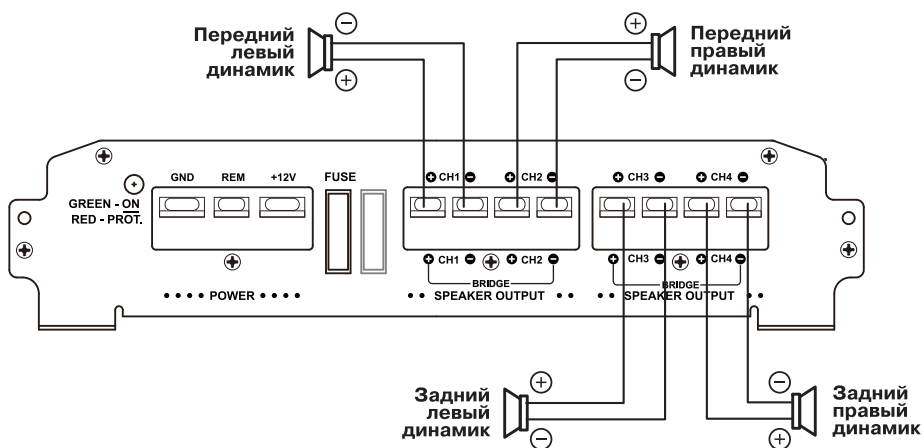 Передний
левый
динамик
− +
+ −
Передний
правый
динамик
GND REM +12V FUSE
+ CH1 − + CH2 −
+ CH3 − + CH4 −
GREEN - ON
RED - PROT.
+ CH1 − + CH2 −
BRIDGE
+ CH3 − + CH4 −
BRIDGE
• • • • POWER • • • •
• • SPEAKER OUTPUT • •
• • SPEAKER OUTPUT • •
Задний
левый
динамик
+ −
− +
Задний
правый
динамик